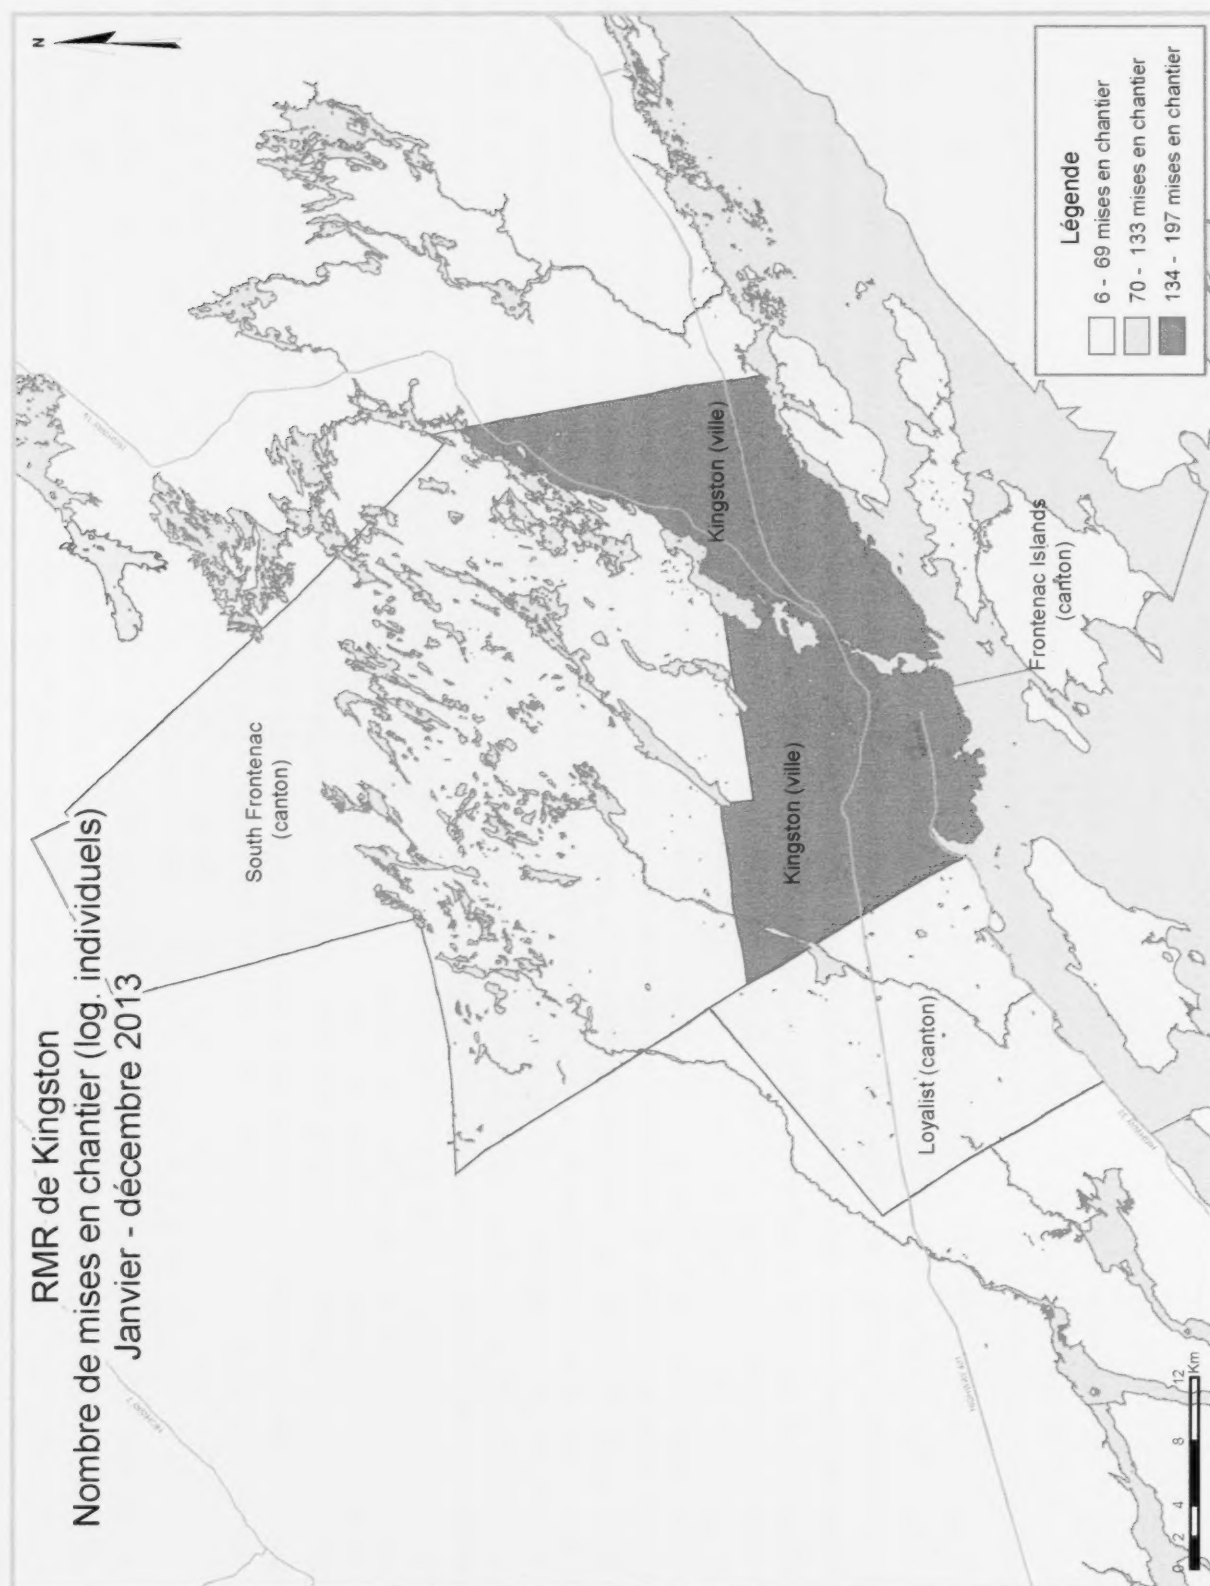 RMR de Kingston
Nombre de mises en chantier (log. individuels)
Janvier - décembre 2013
N
South Frontenac
(canton)
Kingston (ville)
Kingston (ville)
Loyalist (canton)
Frontenac Islands
(canton)
HIGHWAY 401
Légende
6 - 69 mises en chantier
70 - 133 mises en chantier
134 - 197 mises en chantier
0 2 4 8 12
Km